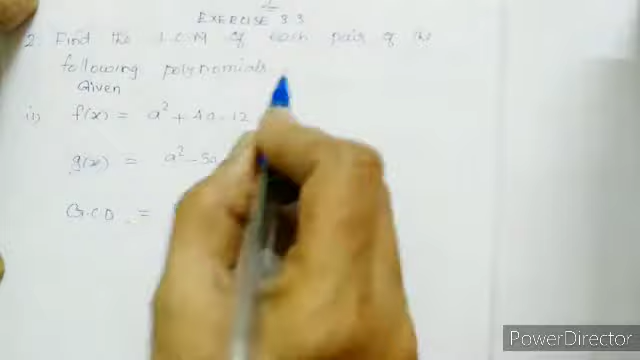 EXERCISE 3.3
2. Find the L.C.M of each pair of the
following polynomials
Given
f(x) = a² + 4a - 12
g(x) = a² - 5a
G.C.D =
PowerDirector